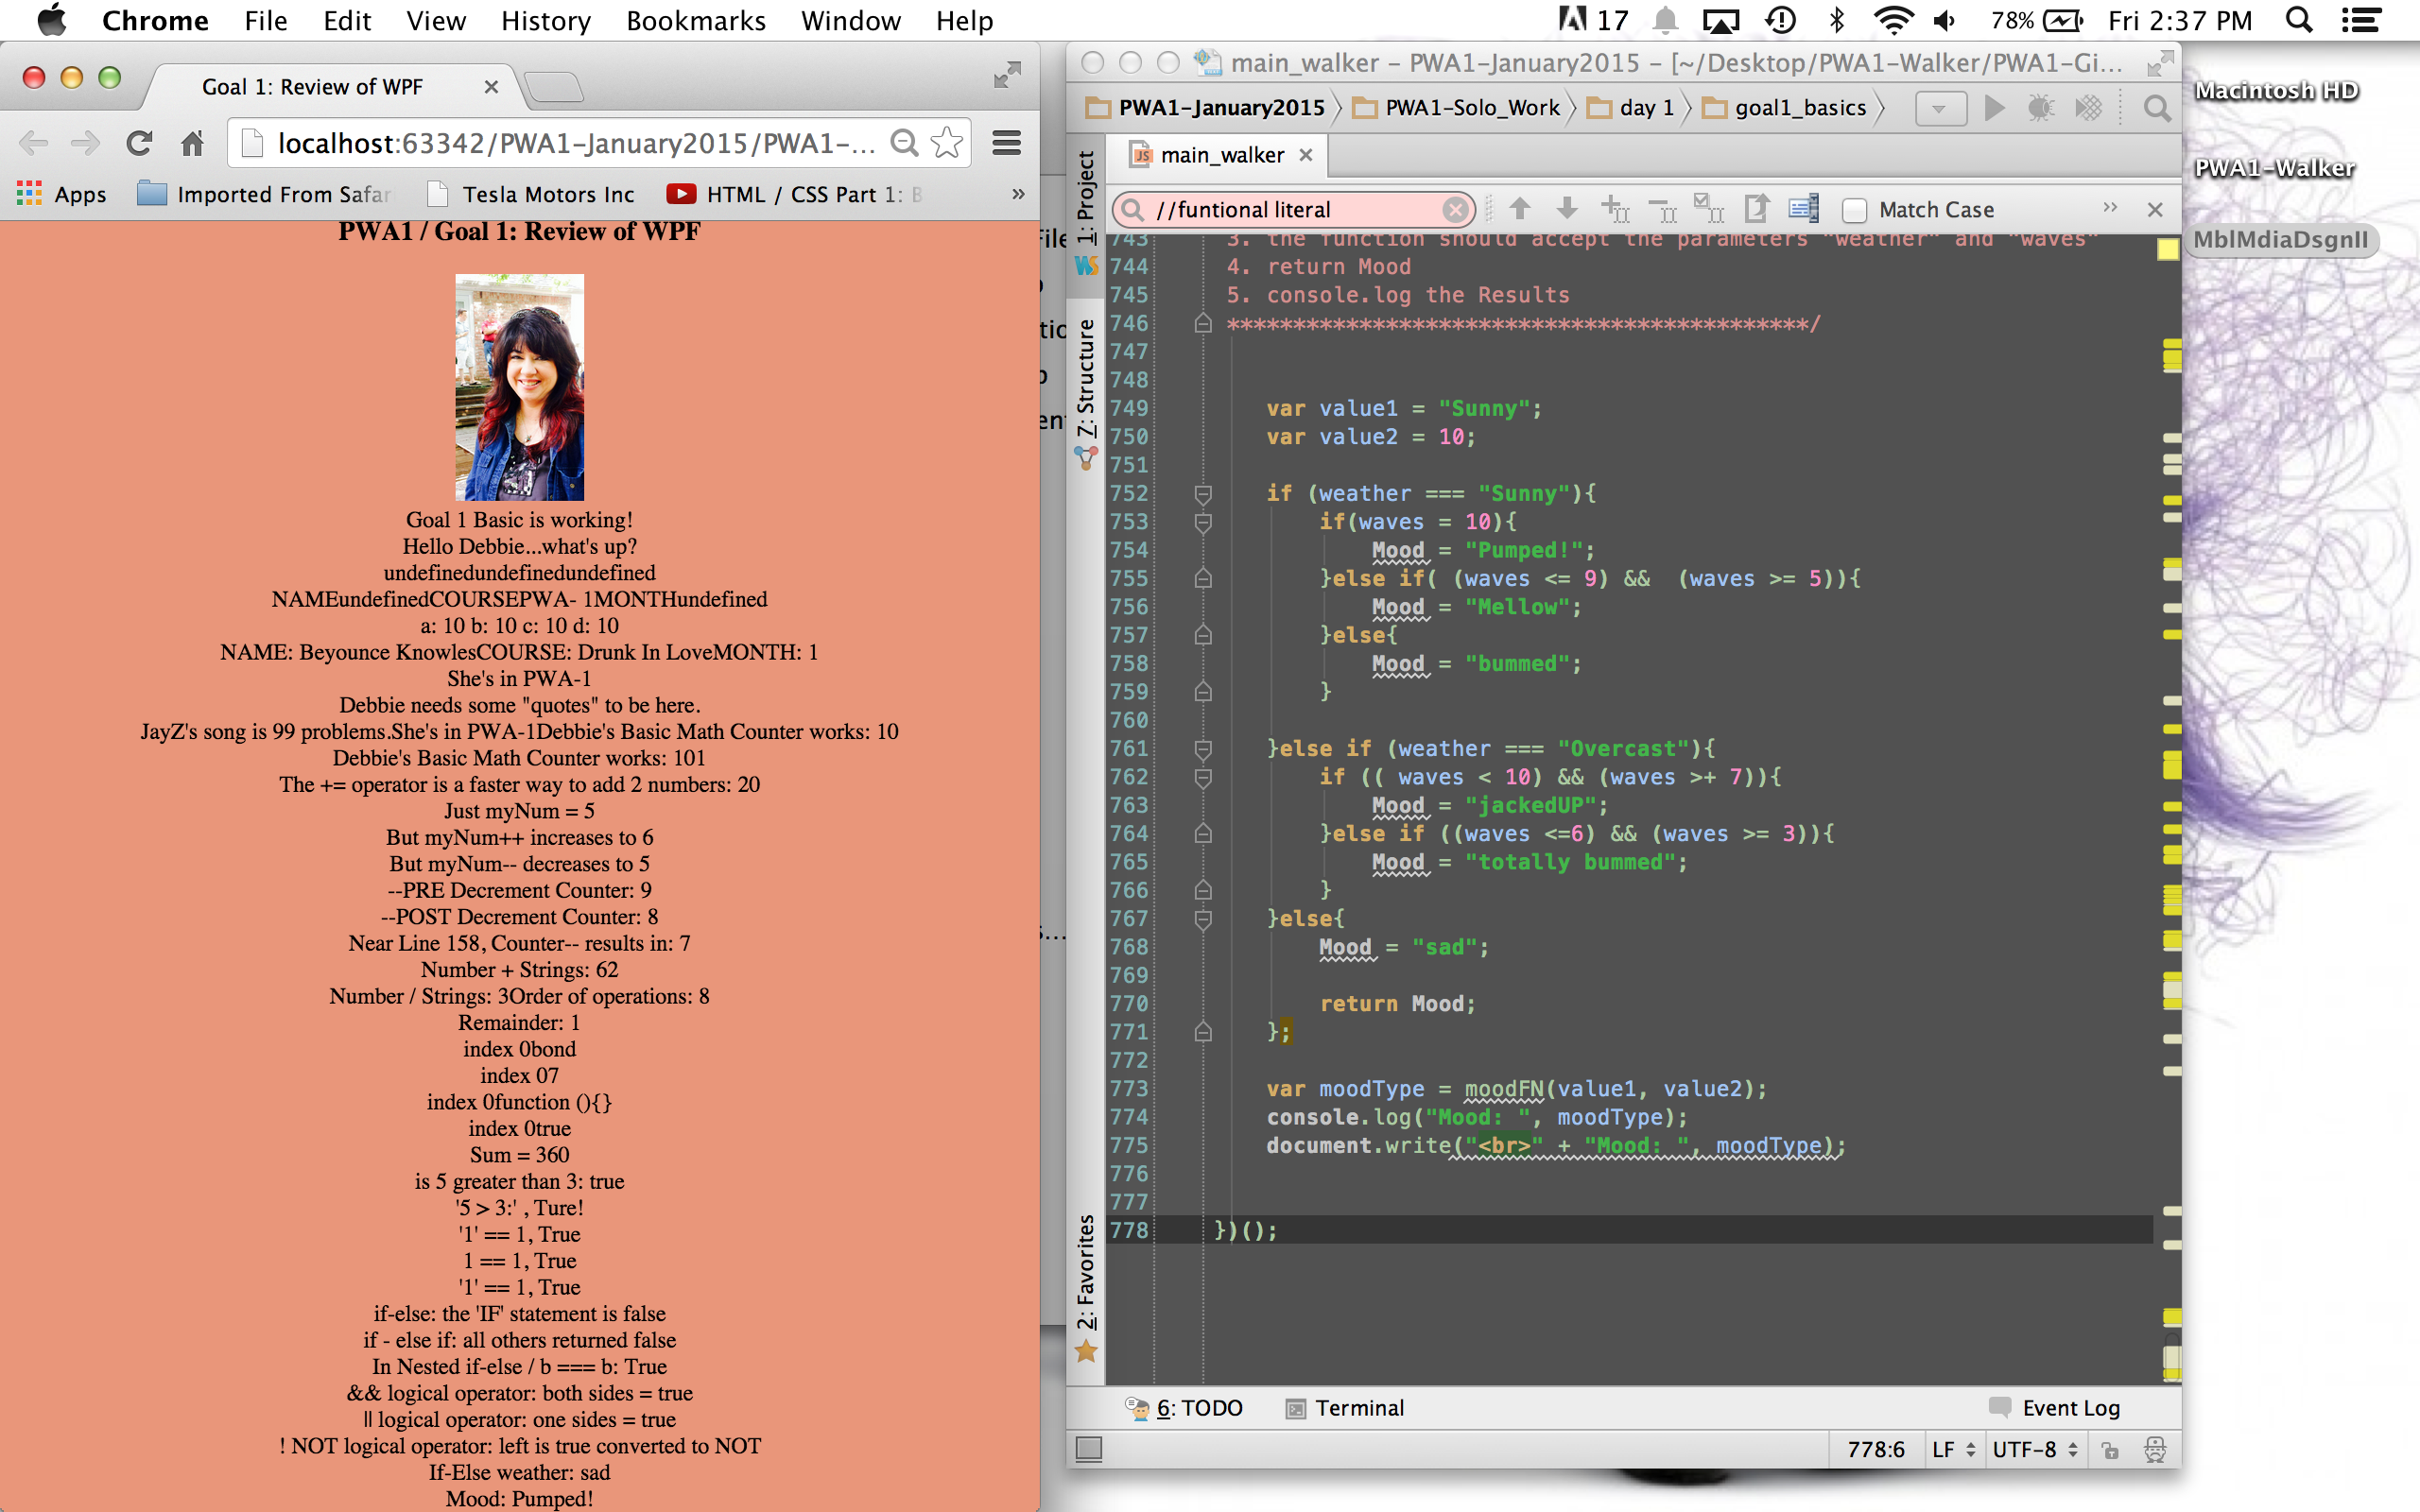 Chrome File Edit View History Bookmarks Window Help 17 78% Fri 2:37 PM
Goal 1: Review of WPF
localhost:63342/PWA1-January2015/PWA1-...
Apps Imported From Safar Tesla Motors Inc HTML / CSS Part 1: B »
PWA1 / Goal 1: Review of WPF
Goal 1 Basic is working!
Hello Debbie...what's up?
undefinedundefinedundefined
NAMEundefinedCOURSEPWA- 1MONTHundefined
a: 10 b: 10 c: 10 d: 10
NAME: Beyounce KnowlesCOURSE: Drunk In LoveMONTH: 1
She's in PWA-1
Debbie needs some "quotes" to be here.
JayZ's song is 99 problems.She's in PWA-1Debbie's Basic Math Counter works: 10
Debbie's Basic Math Counter works: 101
The += operator is a faster way to add 2 numbers: 20
Just myNum = 5
But myNum++ increases to 6
But myNum-- decreases to 5
--PRE Decrement Counter: 9
--POST Decrement Counter: 8
Near Line 158, Counter-- results in: 7
Number + Strings: 62
Number / Strings: 3Order of operations: 8
Remainder: 1
index 0bond
index 07
index 0function (){}
index 0true
Sum = 360
is 5 greater than 3: true
'5 > 3:' , Ture!
'1' == 1, True
1 == 1, True
'1' == 1, True
if-else: the 'IF' statement is false
if - else if: all others returned false
In Nested if-else / b === b: True
&& logical operator: both sides = true
|| logical operator: one sides = true
! NOT logical operator: left is true converted to NOT
If-Else weather: sad
Mood: Pumped!
main_walker – PWA1-January2015 – [~/Desktop/PWA1-Walker/PWA1-Gi...
PWA1-January2015 PWA1-Solo_Work day 1 goal1_basics
main_walker
//funtional literal Match Case »
1: Project
7: Structure
2: Favorites
743 3. the function should accept the parameters "weather" and "waves"
744 4. return Mood
745 5. console.log the Results
746 ********************************************/
747
748
749 var value1 = "Sunny";
750 var value2 = 10;
751
752 if (weather === "Sunny"){
753 if(waves = 10){
754 Mood = "Pumped!";
755 }else if( (waves <= 9) &&  (waves >= 5)){
756 Mood = "Mellow";
757 }else{
758 Mood = "bummed";
759 }
760
761 }else if (weather === "Overcast"){
762 if (( waves < 10) && (waves >+ 7)){
763 Mood = "jackedUP";
764 }else if ((waves <=6) && (waves >= 3)){
765 Mood = "totally bummed";
766 }
767 }else{
768 Mood = "sad";
769
770 return Mood;
771 };
772
773 var moodType = moodFN(value1, value2);
774 console.log("Mood: ", moodType);
775 document.write("<br>" + "Mood: ", moodType);
776
777
778 })();
6: TODO Terminal Event Log
778:6 LF UTF-8
Macintosh HD
PWA1-Walker
MblMdiaDsgnII